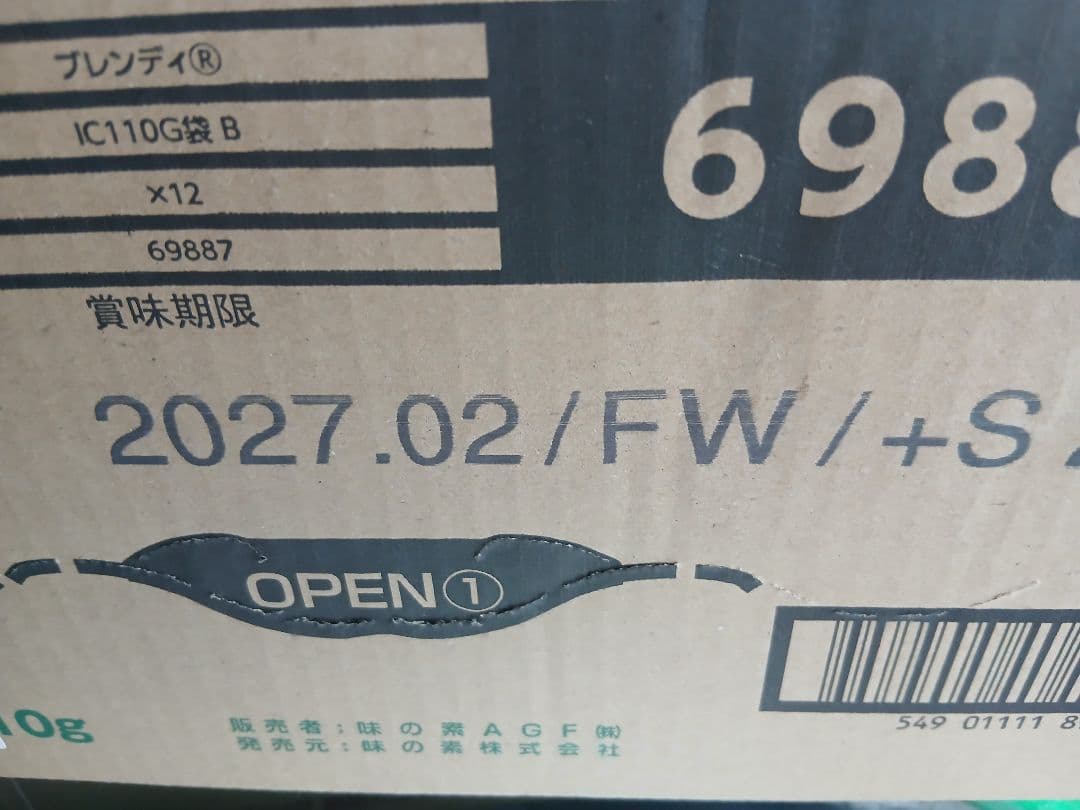 ブレンディ®
IC110G袋 B
×12
69887
6988
賞味期限
2027.02/FW/+S
OPEN①
10g
販売者:味の素AGF㈱
発売元:味の素株式会社
549 01111 8